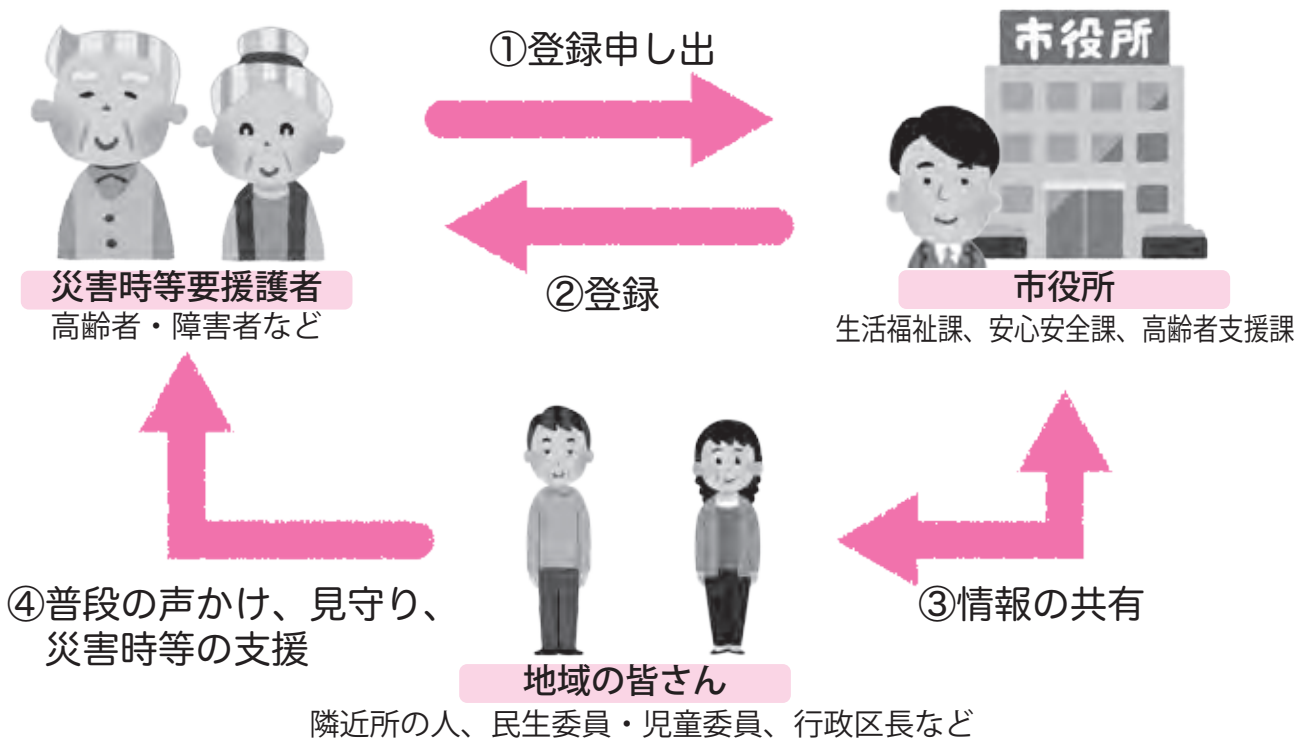 ①登録申し出
市役所
②登録
災害時等要援護者
高齢者・障害者など
市役所
生活福祉課、安心安全課、高齢者支援課
④普段の声かけ、見守り、
災害時等の支援
③情報の共有
地域の皆さん
隣近所の人、民生委員・児童委員、行政区長など